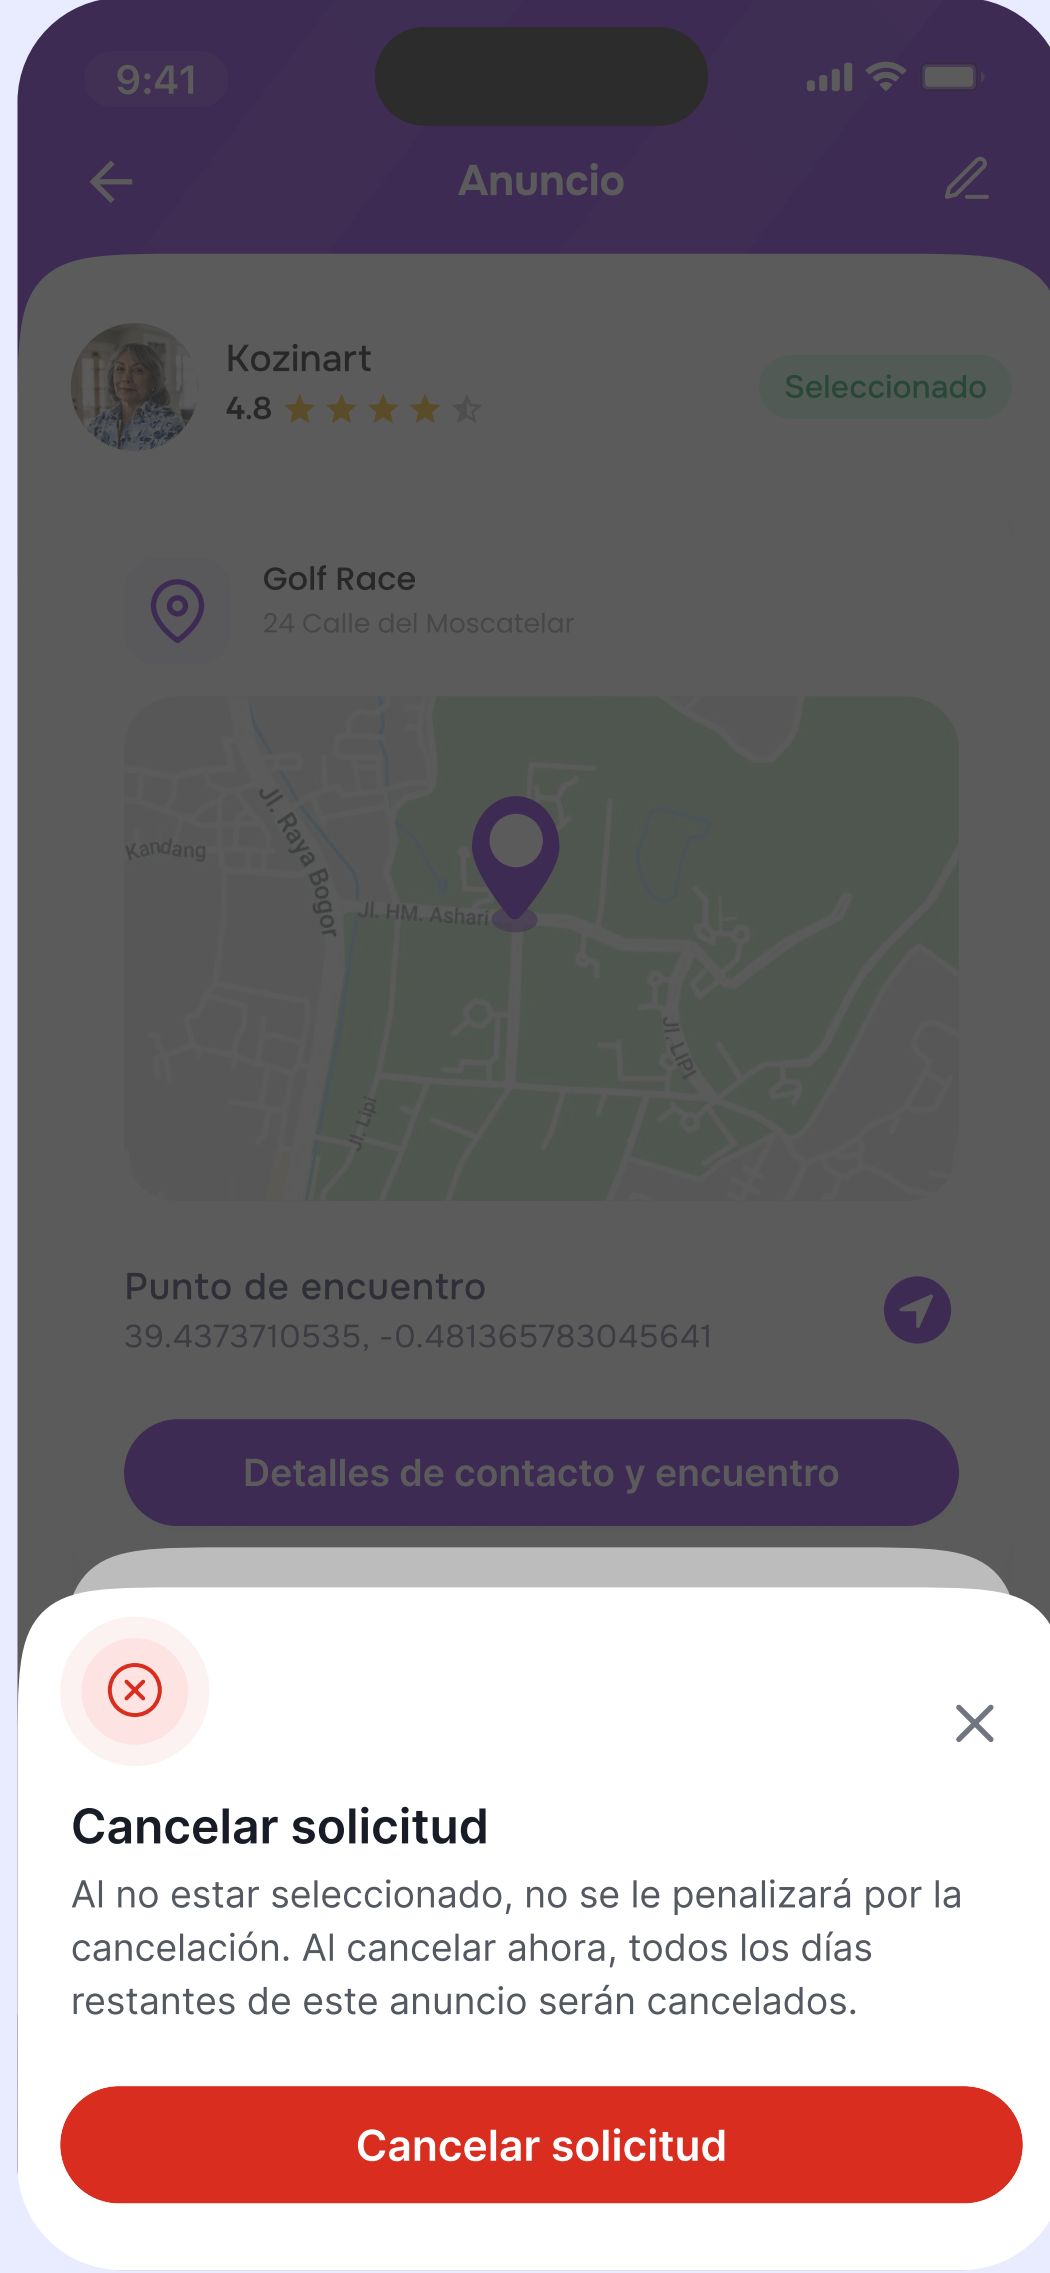 9:41
Anuncio
Kozinart
4.8
Seleccionado
Golf Race
24 Calle del Moscatelar
Jl. Raya Bogor
Kandang
Jl. HM. Ashari
Jl. LIPI
Jl. Lipi
Punto de encuentro
39.4373710535, -0.481365783045641
Detalles de contacto y encuentro
Cancelar solicitud
Al no estar seleccionado, no se le penalizará por la
cancelación. Al cancelar ahora, todos los días
restantes de este anuncio serán cancelados.
Cancelar solicitud